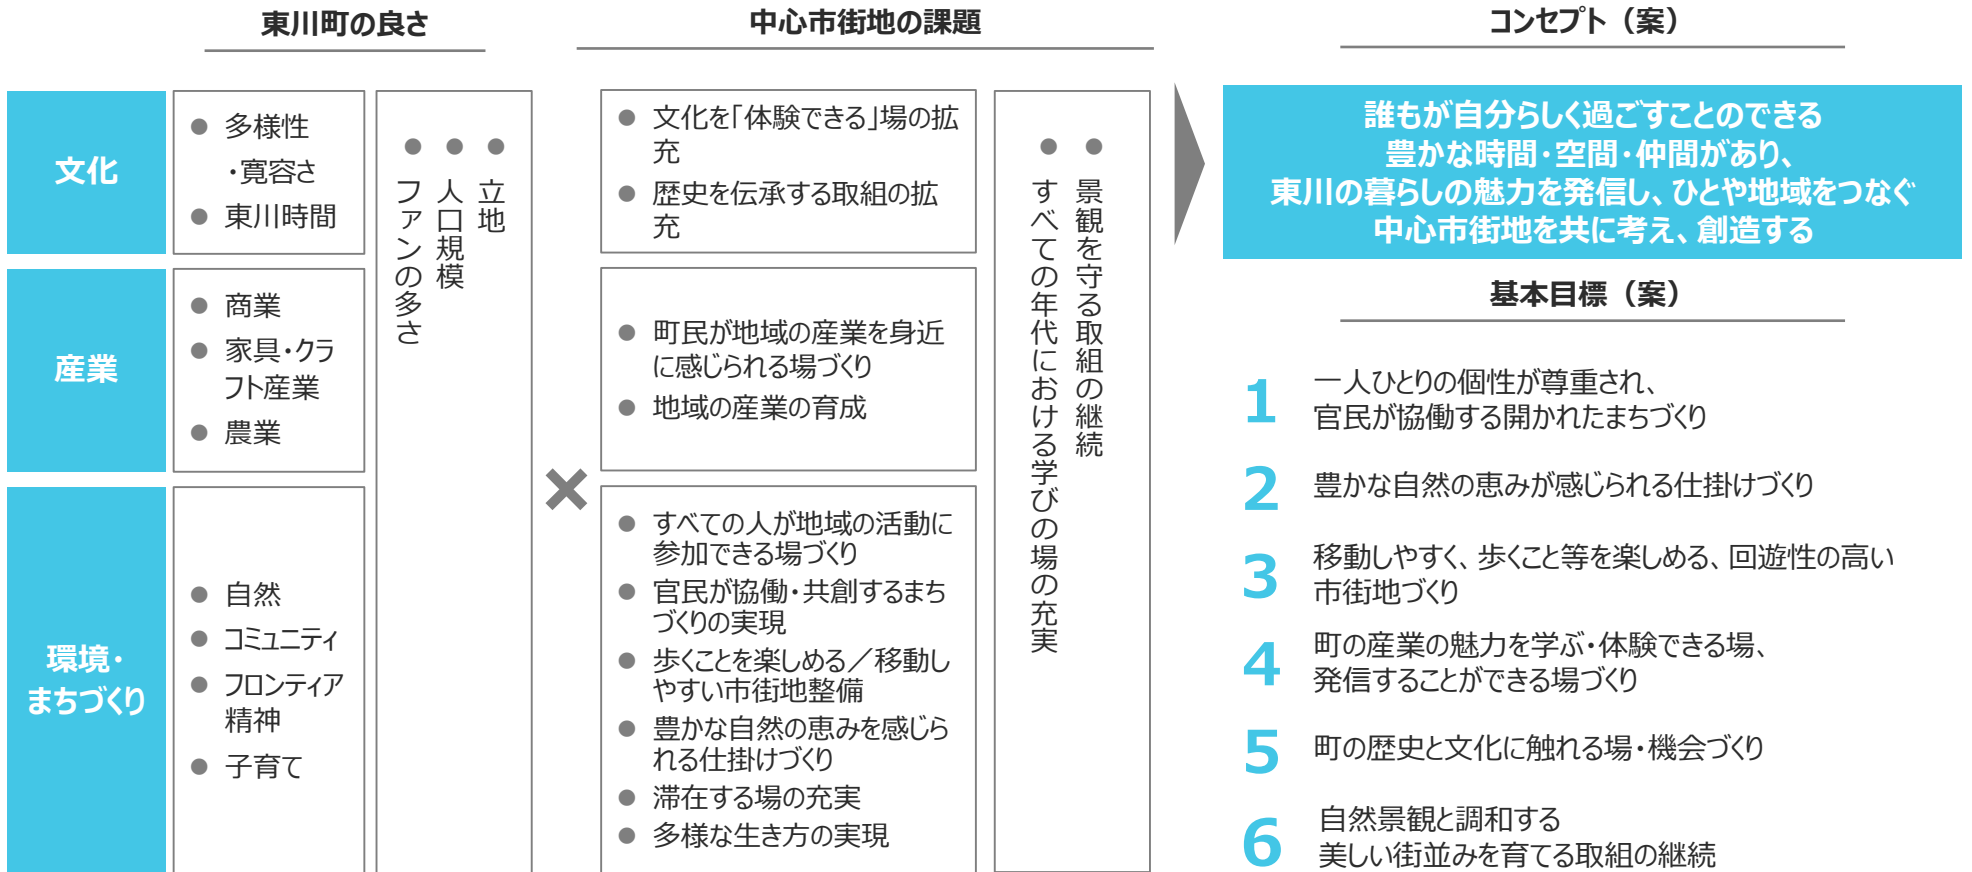 東川町の良さ
中心市街地の課題
コンセプト（案）
文化
● 多様性
・寛容さ
● 東川時間
産業
● 商業
● 家具・クラ
フト産業
● 農業
環境・
まちづくり
● 自然
● コミュニティ
● フロンティア
精神
● 子育て
● 立地
● 人口規模
● ファンの多さ
×
● 文化を「体験できる」場の拡
充
● 歴史を伝承する取組の拡
充
● 町民が地域の産業を身近
に感じられる場づくり
● 地域の産業の育成
● すべての人が地域の活動に
参加できる場づくり
● 官民が協働・共創するまち
づくりの実現
● 歩くことを楽しめる／移動し
やすい市街地整備
● 豊かな自然の恵みを感じら
れる仕掛けづくり
● 滞在する場の充実
● 多様な生き方の実現
● 景観を守る取組の継続
● すべての年代における学びの場の充実
誰もが自分らしく過ごすことのできる
豊かな時間・空間・仲間があり、
東川の暮らしの魅力を発信し、ひとや地域をつなぐ
中心市街地を共に考え、創造する
基本目標（案）
1 一人ひとりの個性が尊重され、
官民が協働する開かれたまちづくり
2 豊かな自然の恵みが感じられる仕掛けづくり
3 移動しやすく、歩くこと等を楽しめる、回遊性の高い
市街地づくり
4 町の産業の魅力を学ぶ・体験できる場、
発信することができる場づくり
5 町の歴史と文化に触れる場・機会づくり
6 自然景観と調和する
美しい街並みを育てる取組の継続